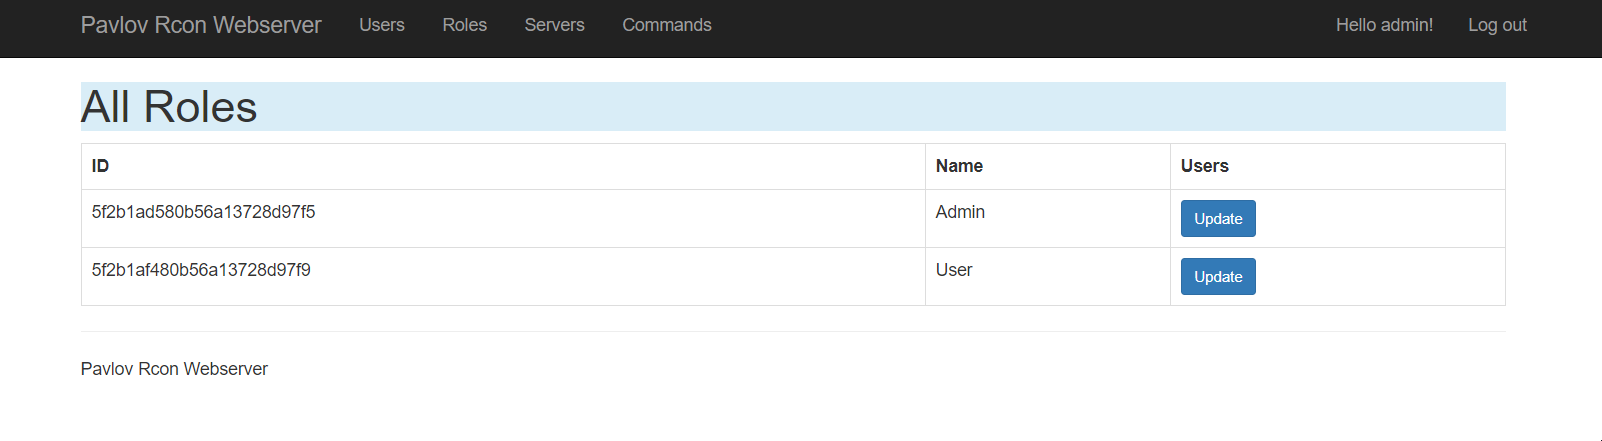 Pavlov Rcon Webserver Users Roles Servers Commands Hello admin! Log out
All Roles
ID Name Users
5f2b1ad580b56a13728d97f5 Admin Update
5f2b1af480b56a13728d97f9 User Update
Pavlov Rcon Webserver